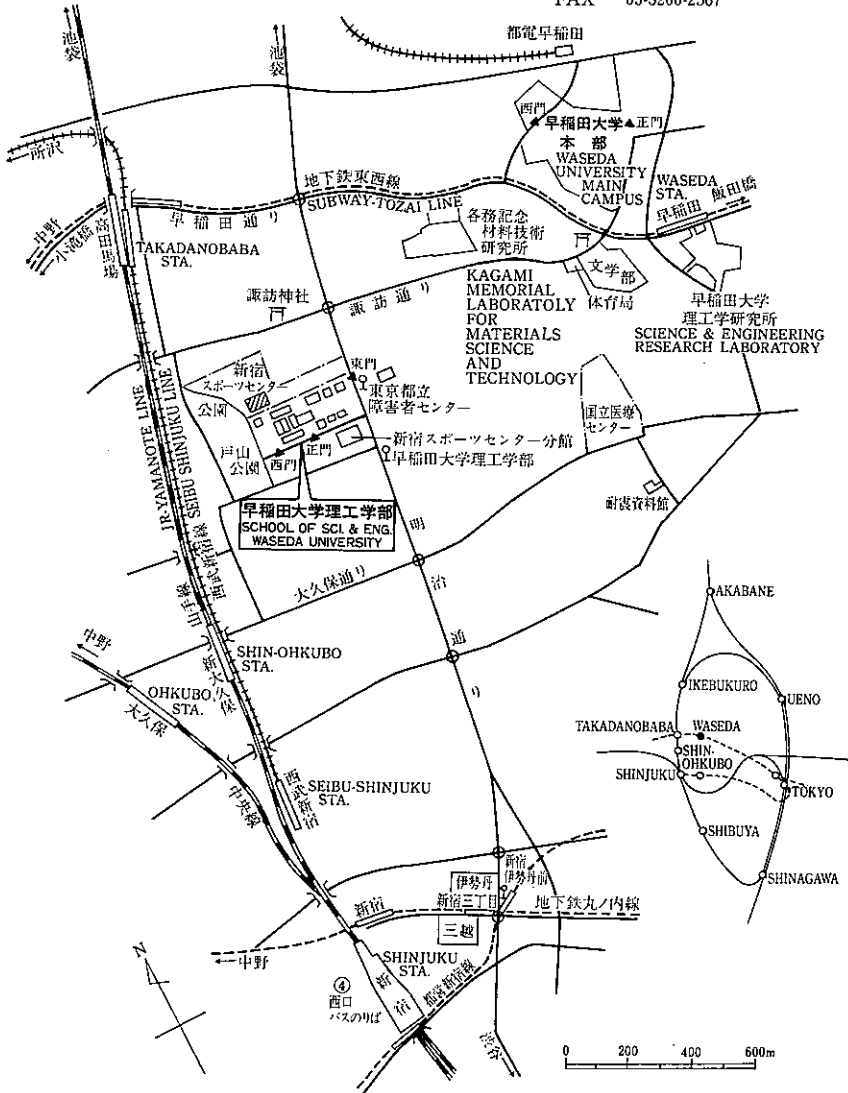 池袋
池袋
都電早稲田
所沢
西門
早稲田大学
正門
本部
WASEDA
UNIVERSITY
MAIN
CAMPUS
WASEDA
STA.
早稲田
飯田橋
地下鉄東西線
SUBWAY-TOZAI LINE
早稲田通り
中野
小滝橋
高田馬場
TAKADANOBABA
STA.
各務記念
材料技術
研究所
KAGAMI
MEMORIAL
LABORATOLY
FOR
MATERIALS
SCIENCE
AND
TECHNOLOGY
文学部
体育局
早稲田大学
理工学研究所
SCIENCE & ENGINEERING
RESEARCH LABORATORY
諏訪神社
諏訪通り
新宿
スポーツセンター
公園
東門
東京都立
障害者センター
国立医療
センター
戸山
公園
西門
正門
新宿スポーツセンター分館
早稲田大学理工学部
早稲田大学理工学部
SCHOOL OF SCI. & ENG.
WASEDA UNIVERSITY
耐震資料館
JR YAMANOTE LINE
SEIBU SHINJUKU LINE
山手線
西武新宿線
明治通り
大久保通り
中野
SHIN-OHKUBO
STA.
新大久保
OHKUBO
STA.
大久保
中央線
SEIBU-SHINJUKU
STA.
西武新宿
伊勢丹
新宿
伊勢丹前
新宿三丁目
地下鉄丸ノ内線
三越
新宿
中野
SHINJUKU
STA.
新宿
④
西口
バスのりば
都営新宿線
渋谷
N
AKABANE
IKEBUKURO
UENO
TAKADANOBABA
WASEDA
SHIN-
OHKUBO
SHINJUKU
TOKYO
SHIBUYA
SHINAGAWA
0 200 400 600m